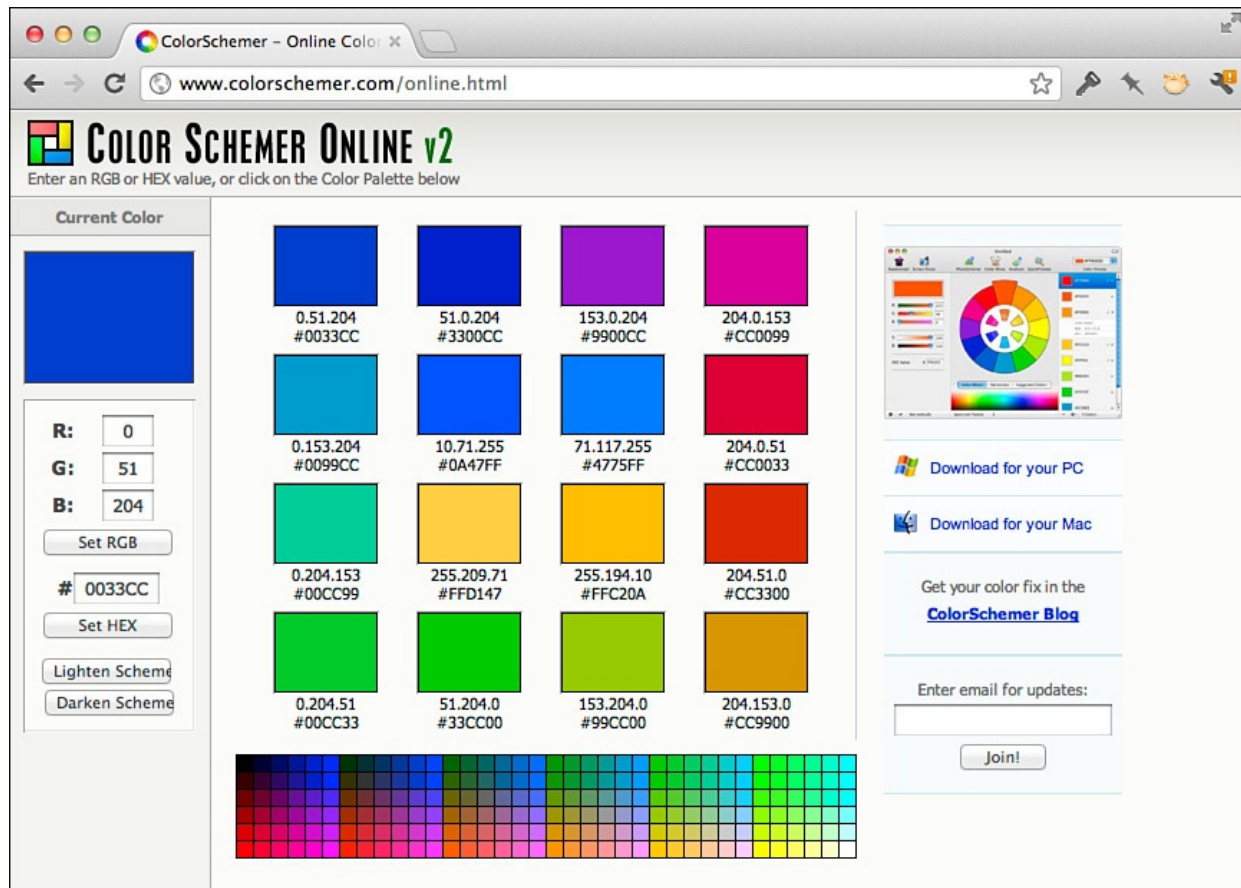 ColorSchemer – Online Color
www.colorschemer.com/online.html
COLOR SCHEMER ONLINE v2
Enter an RGB or HEX value, or click on the Color Palette below
Current Color
R: 0
G: 51
B: 204
Set RGB
# 0033CC
Set HEX
Lighten Scheme
Darken Scheme
0.51.204 51.0.204 153.0.204 204.0.153
#0033CC #3300CC #9900CC #CC0099
0.153.204 10.71.255 71.117.255 204.0.51
#0099CC #0A47FF #4775FF #CC0033
0.204.153 255.209.71 255.194.10 204.51.0
#00CC99 #FFD147 #FFC20A #CC3300
0.204.51 51.204.0 153.204.0 204.153.0
#00CC33 #33CC00 #99CC00 #CC9900
Download for your PC
Download for your Mac
Get your color fix in the
ColorSchemer Blog
Enter email for updates:
Join!